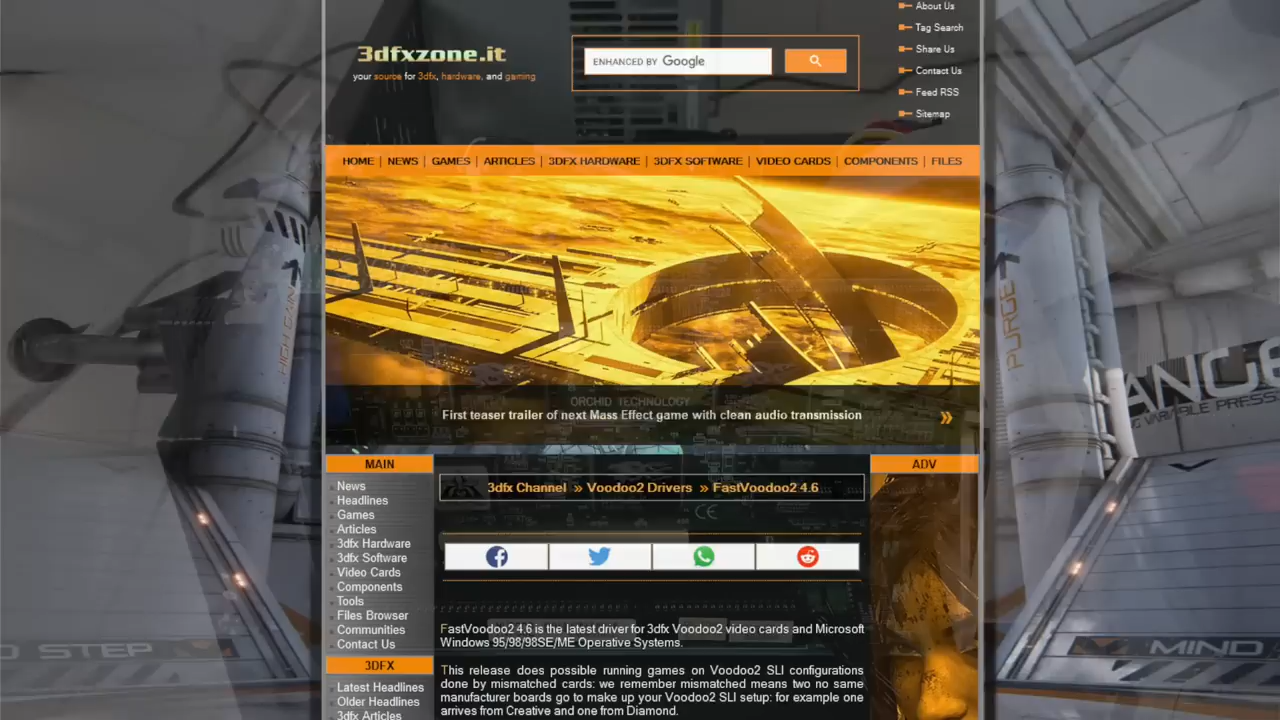 About Us
Tag Search
Share Us
Contact Us
Feed RSS
Sitemap
3dfxzone.it
your source for 3dfx, hardware, and gaming
ENHANCED BY Google
HOME | NEWS | GAMES | ARTICLES | 3DFX HARDWARE | 3DFX SOFTWARE | VIDEO CARDS | COMPONENTS | FILES
ORCHID TECHNOLOGY
First teaser trailer of next Mass Effect game with clean audio transmission »
MAIN
News
Headlines
Games
Articles
3dfx Hardware
3dfx Software
Video Cards
Components
Tools
Files Browser
Communities
Contact Us
3DFX
Latest Headlines
Older Headlines
3dfx Articles
3dfx Channel » Voodoo2 Drivers » FastVoodoo2 4.6
CE
FastVoodoo2 4.6 is the latest driver for 3dfx Voodoo2 video cards and Microsoft
Windows 95/98/98SE/ME Operative Systems.
This release does possible running games on Voodoo2 SLI configurations
done by mismatched cards: we remember mismatched means two no same
manufacturer boards go to make up your Voodoo2 SLI setup: for example one
arrives from Creative and one from Diamond.
ADV
HIGH GAIN
PURGE
STEP
MIND